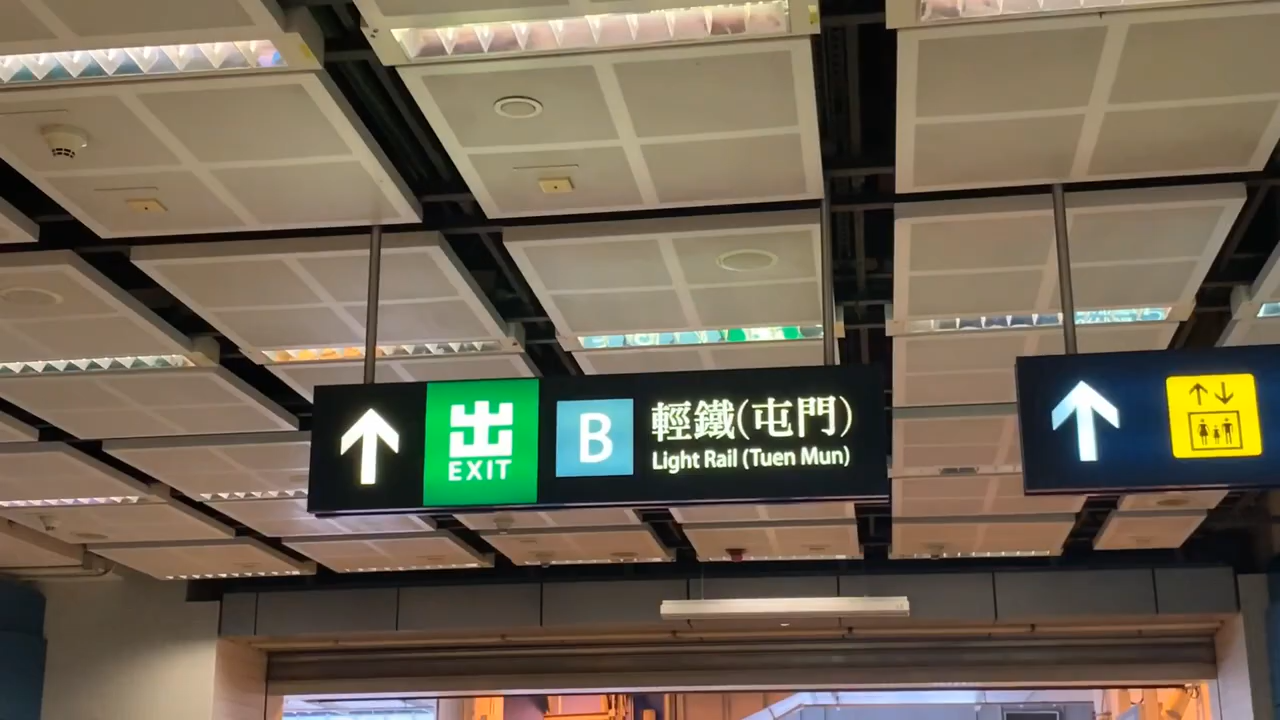 出
EXIT
B
輕鐵(屯門)
Light Rail (Tuen Mun)